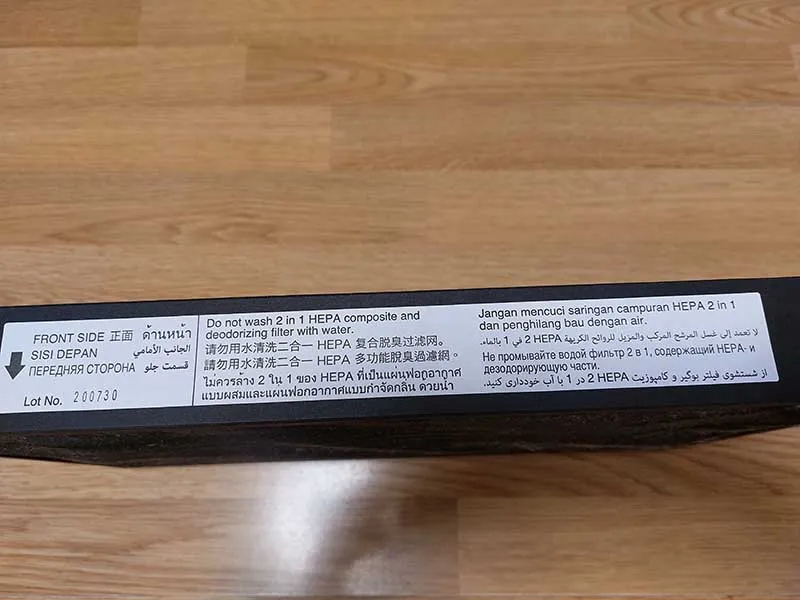 FRONT SIDE 正面 ด้านหน้า
SISI DEPAN الجانب الأمامي
ПЕРЕДНЯЯ СТОРОНА قسمت جلو
Lot No. 200730
Do not wash 2 in 1 HEPA composite and
deodorizing filter with water.
请勿用水清洗二合一 HEPA 复合脱臭过滤网。
請勿用水清洗二合一 HEPA 多功能脫臭過濾網。
ไม่ควรล้าง 2 ใน 1 ของ HEPA ที่เป็นแผ่นฟอกอากาศ
แบบผสมและแผ่นฟอกอากาศแบบกำจัดกลิ่น ด้วยน้ำ
Jangan mencuci saringan campuran HEPA 2 in 1
dan penghilang bau dengan air.
لا تعمد إلى غسل المرشح المركب والمزيل للروائح الكريهة HEPA 2 في 1 بالماء.
Не промывайте водой фильтр 2 в 1, содержащий HEPA- и
дезодорирующую части.
از شستشوی فیلتر بوگیر و کامپوزیت HEPA 2 در 1 با آب خودداری کنید.